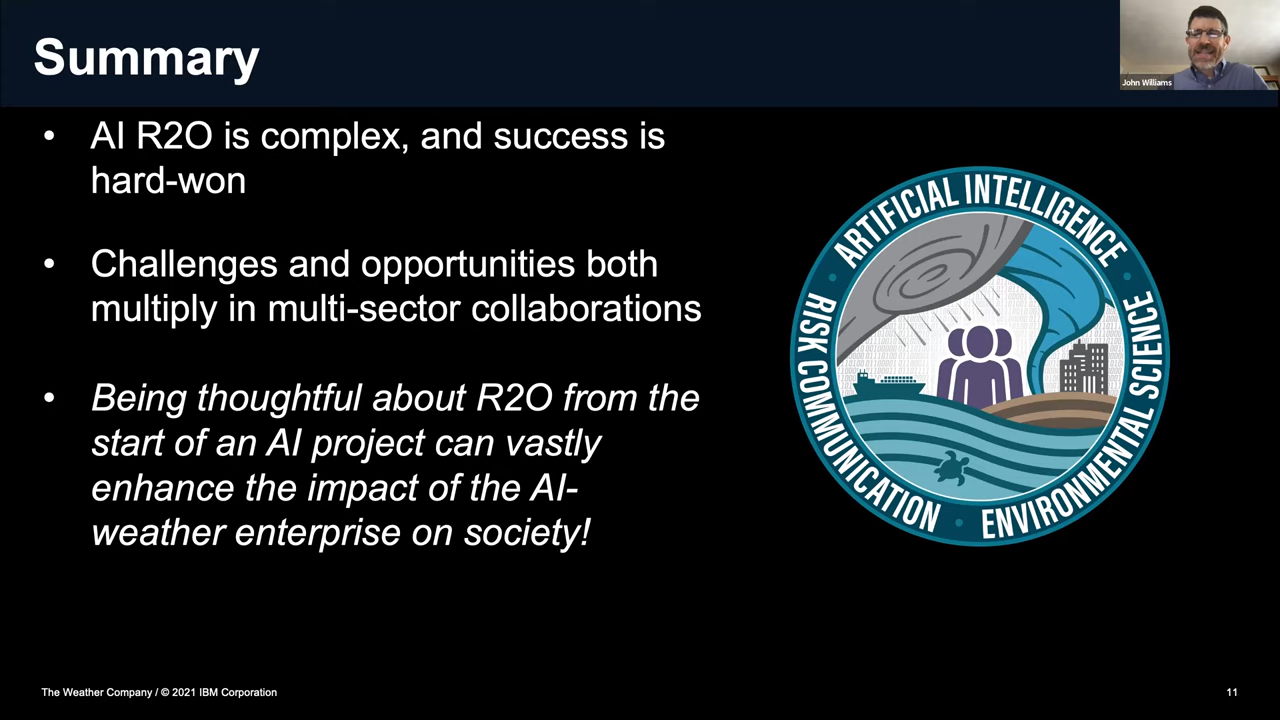 Summary
John Williams
• AI R2O is complex, and success is
hard-won
• Challenges and opportunities both
multiply in multi-sector collaborations
• Being thoughtful about R2O from the
start of an AI project can vastly
enhance the impact of the AI-
weather enterprise on society!
ARTIFICIAL INTELLIGENCE
RISK COMMUNICATION
ENVIRONMENTAL SCIENCE
The Weather Company / © 2021 IBM Corporation
11